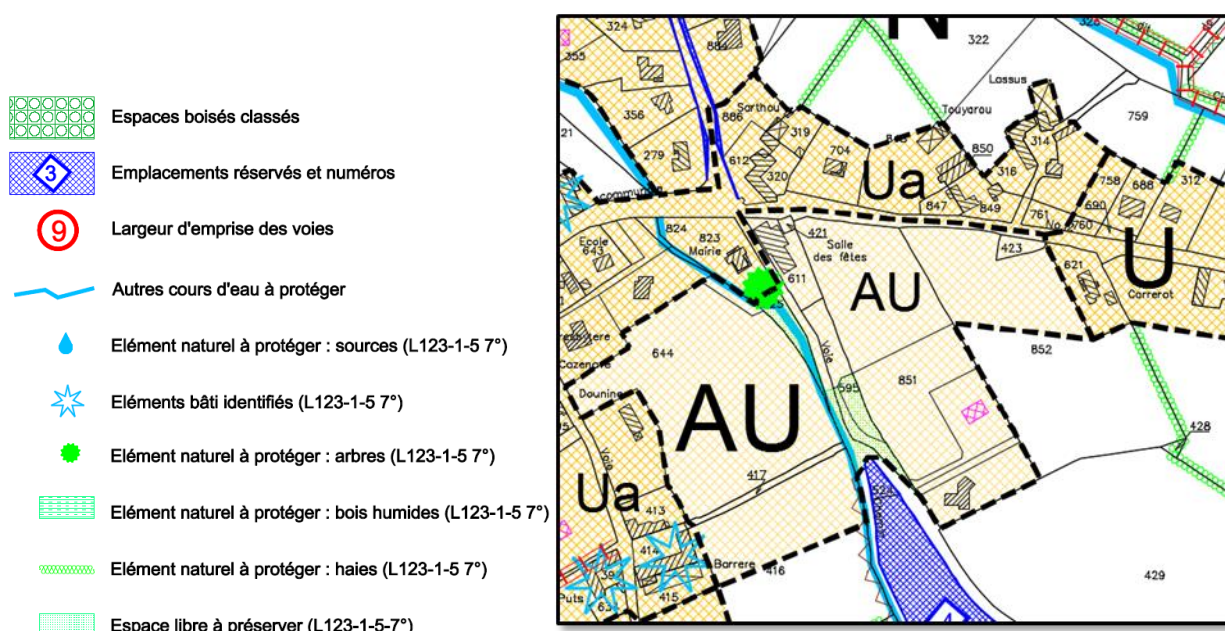 Espaces boisés classés
3
Emplacements réservés et numéros
9
Largeur d'emprise des voies
Autres cours d'eau à protéger
Elément naturel à protéger : sources (L123-1-5 7°)
Eléments bâti identifiés (L123-1-5 7°)
Elément naturel à protéger : arbres (L123-1-5 7°)
Elément naturel à protéger : bois humides (L123-1-5 7°)
Elément naturel à protéger : haies (L123-1-5 7°)
Espace libre à préserver (L123-1-5-7°)
N
324
322
355
Lassus
Sarthou
Touyarou
356
886
319
759
850
314
704
279
612
320
316
Ua
758
688
312
847
849
690
761
760
824
823
421
Salle
des fêtes
423
Ecole
643
Mairie
611
621
U
AU
Carrerot
644
852
Cazenave
Voie
595
851
Dounine
AU
428
417
Voie
Ua
413
414
Barrere
416
429
415
Puts